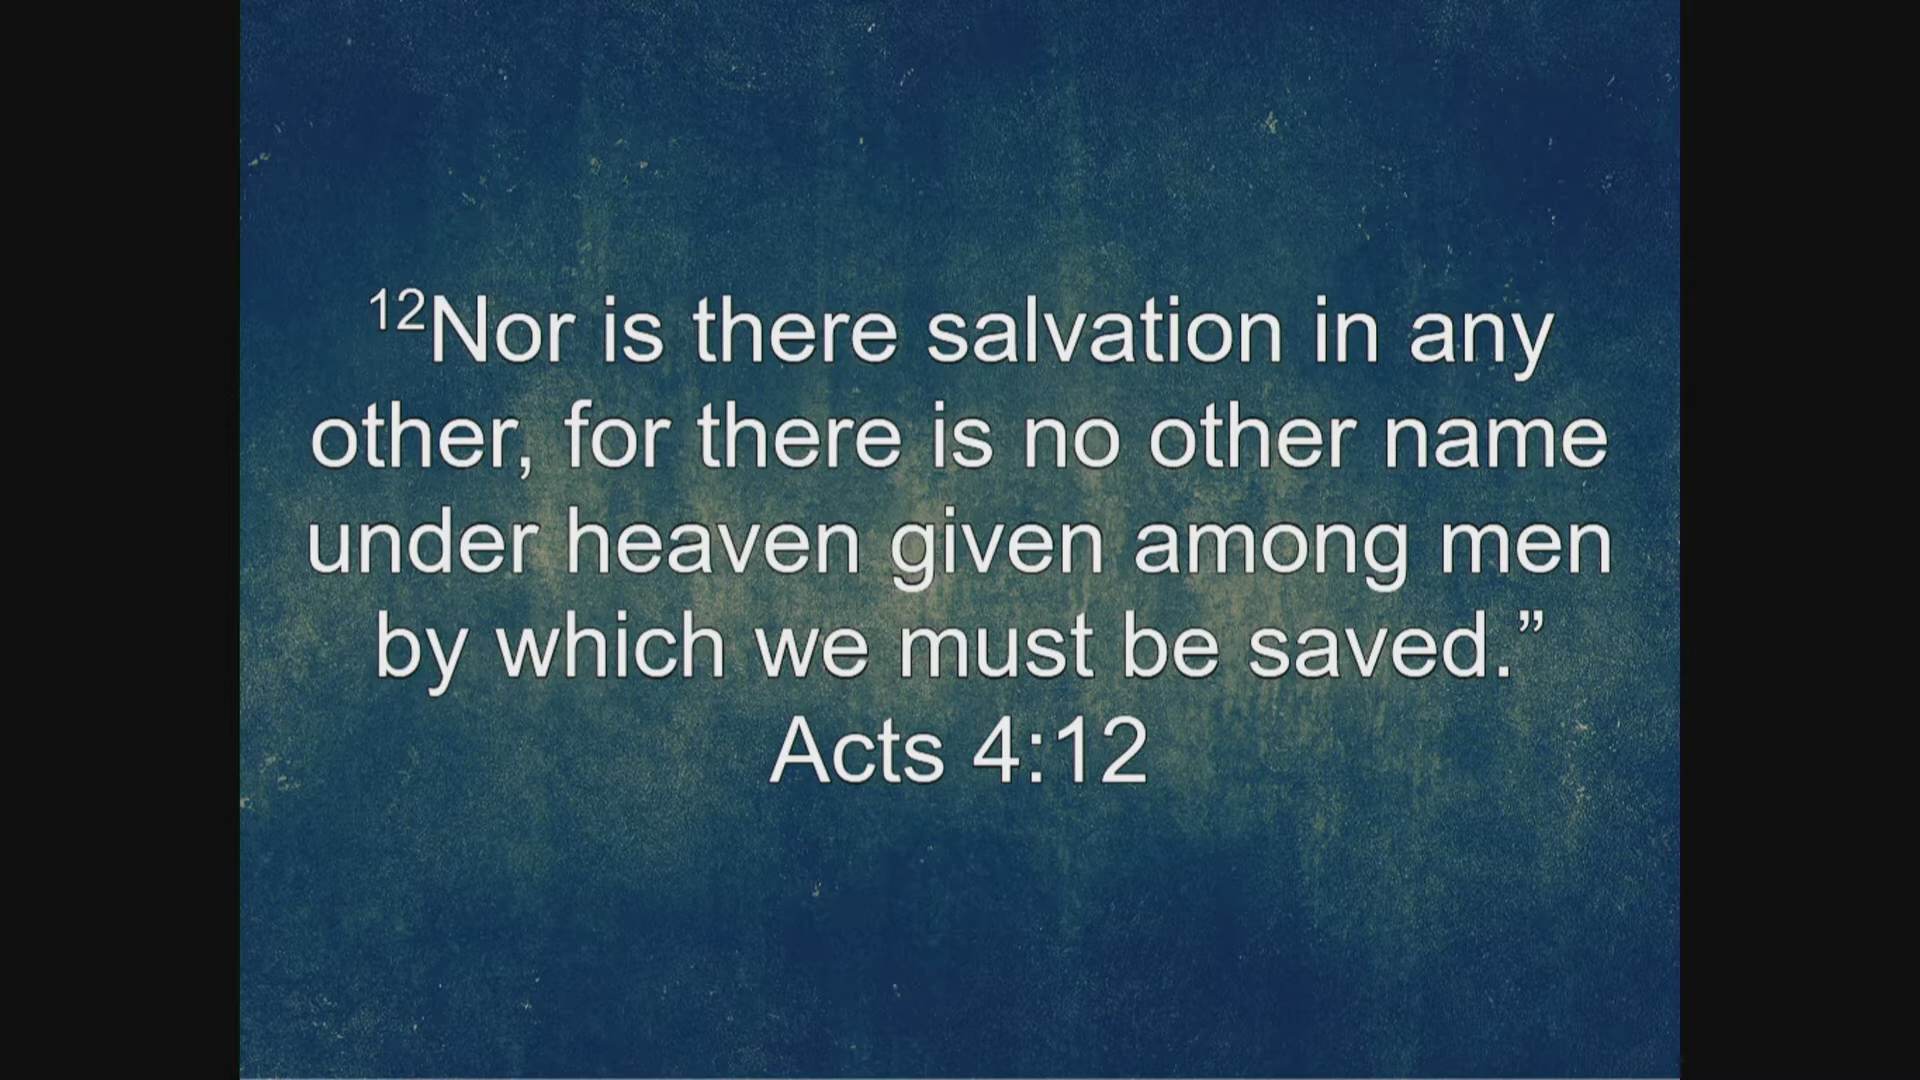 12Nor is there salvation in any
other, for there is no other name
under heaven given among men
by which we must be saved.”
Acts 4:12